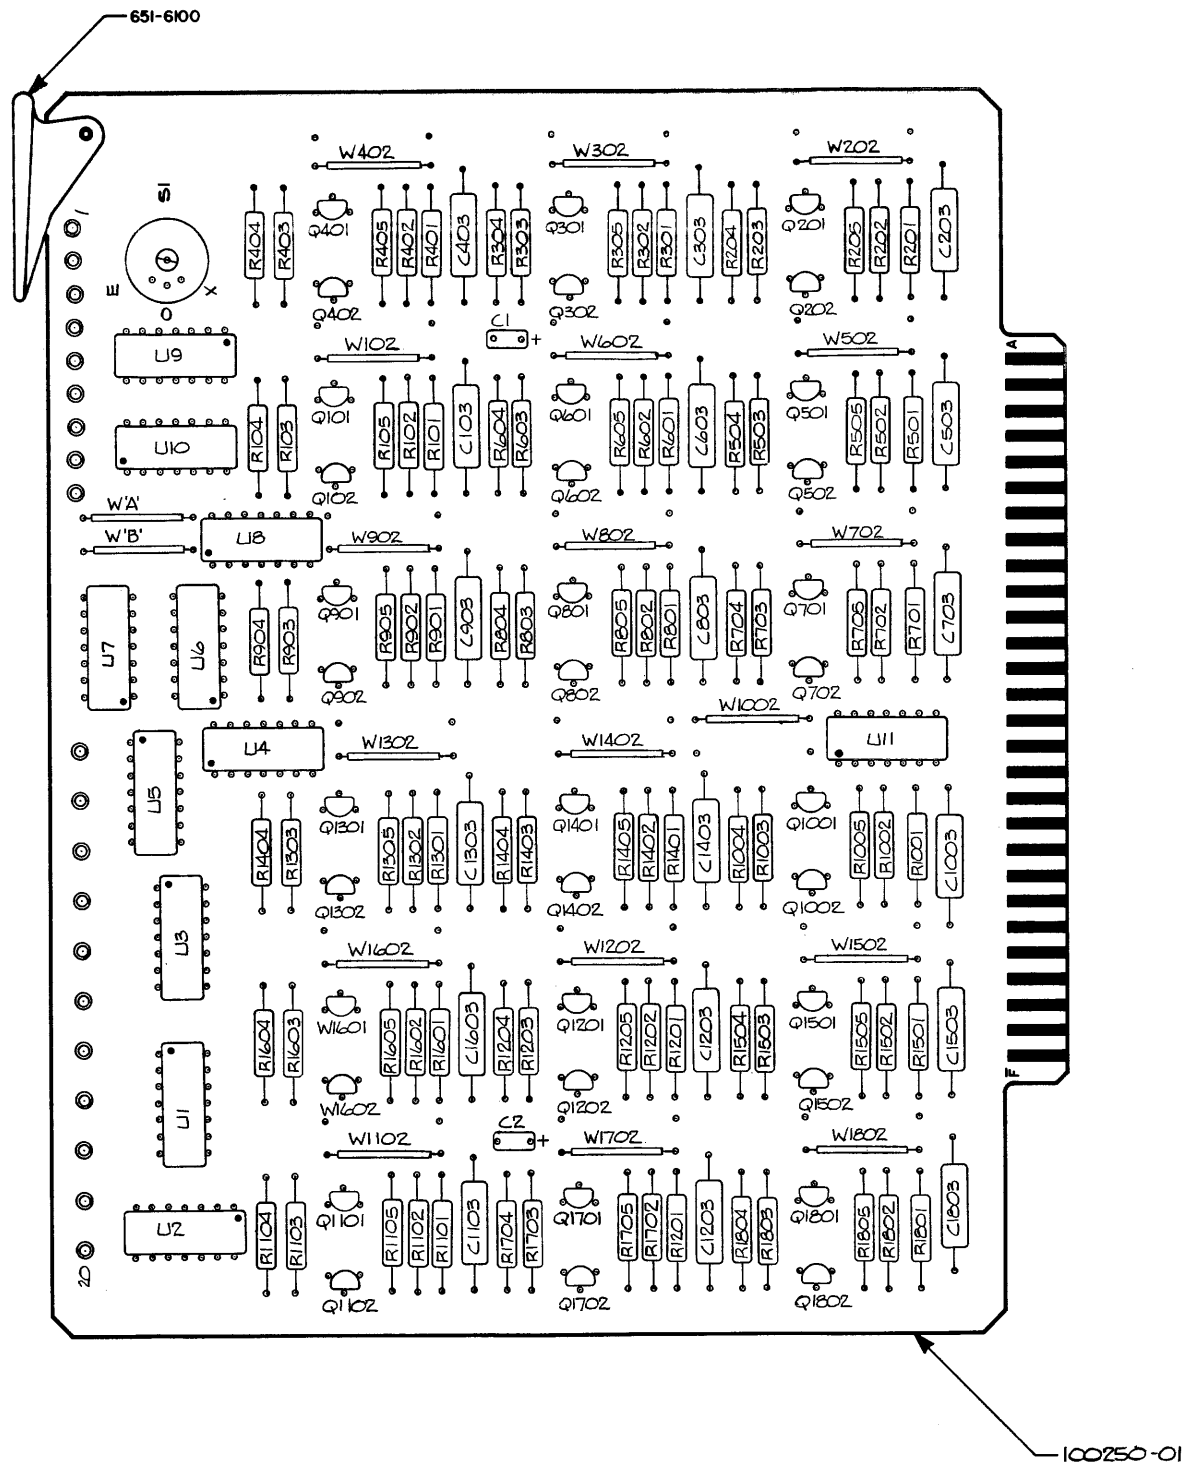 651-6100
W402
W302
W202
S1
1
E
X
O
R404
R403
Q401
Q402
R405
R402
R401
C403
R304
R303
Q301
Q302
R305
R302
R301
C303
R204
R203
Q201
Q202
R205
R202
R201
C203
C1
+
U9
W102
W602
W502
A
U10
R104
R103
Q101
Q102
R105
R102
R101
C103
R604
R603
Q601
Q602
R605
R602
R601
C603
R504
R503
Q501
Q502
R505
R502
R501
C503
W'A'
W'B'
U8
W902
W802
W702
U7
U6
R904
R903
Q901
Q902
R905
R902
R901
C903
R804
R803
Q801
Q802
R805
R802
R801
C803
R704
R703
Q701
Q702
R705
R702
R701
C703
W1002
U4
W1302
W1402
U11
U5
R1404
R1303
Q1301
Q1302
R1305
R1302
R1301
C1303
R1404
R1403
Q1401
Q1402
R1405
R1402
R1401
C1403
R1004
R1003
Q1001
Q1002
R1005
R1002
R1001
C1003
U3
W1602
W1202
W1502
R1604
R1603
W1601
W1602
R1605
R1602
R1601
C1603
R1204
R1203
Q1201
Q1202
R1205
R1202
R1201
C1203
R1504
R1503
Q1501
Q1502
R1505
R1502
R1501
C1503
F
U1
C2
+
W1102
W1702
W1802
U2
R1104
R1103
Q1101
Q1102
R1105
R1102
R1101
C1103
R1704
R1703
Q1701
Q1702
R1705
R1702
R1201
C1203
R1804
R1803
Q1801
Q1802
R1805
R1802
R1801
C1803
20
100250-01